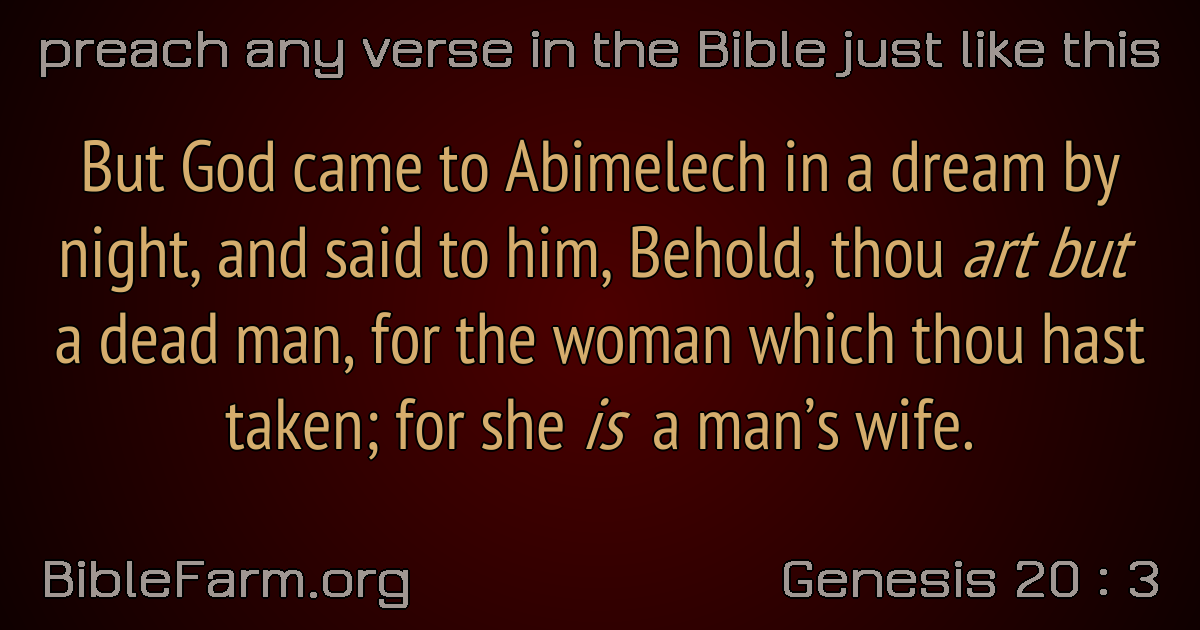 preach any verse in the Bible just like this
But God came to Abimelech in a dream by
night, and said to him, Behold, thou art but
a dead man, for the woman which thou hast
taken; for she is a man’s wife.
BibleFarm.org
Genesis 20 : 3